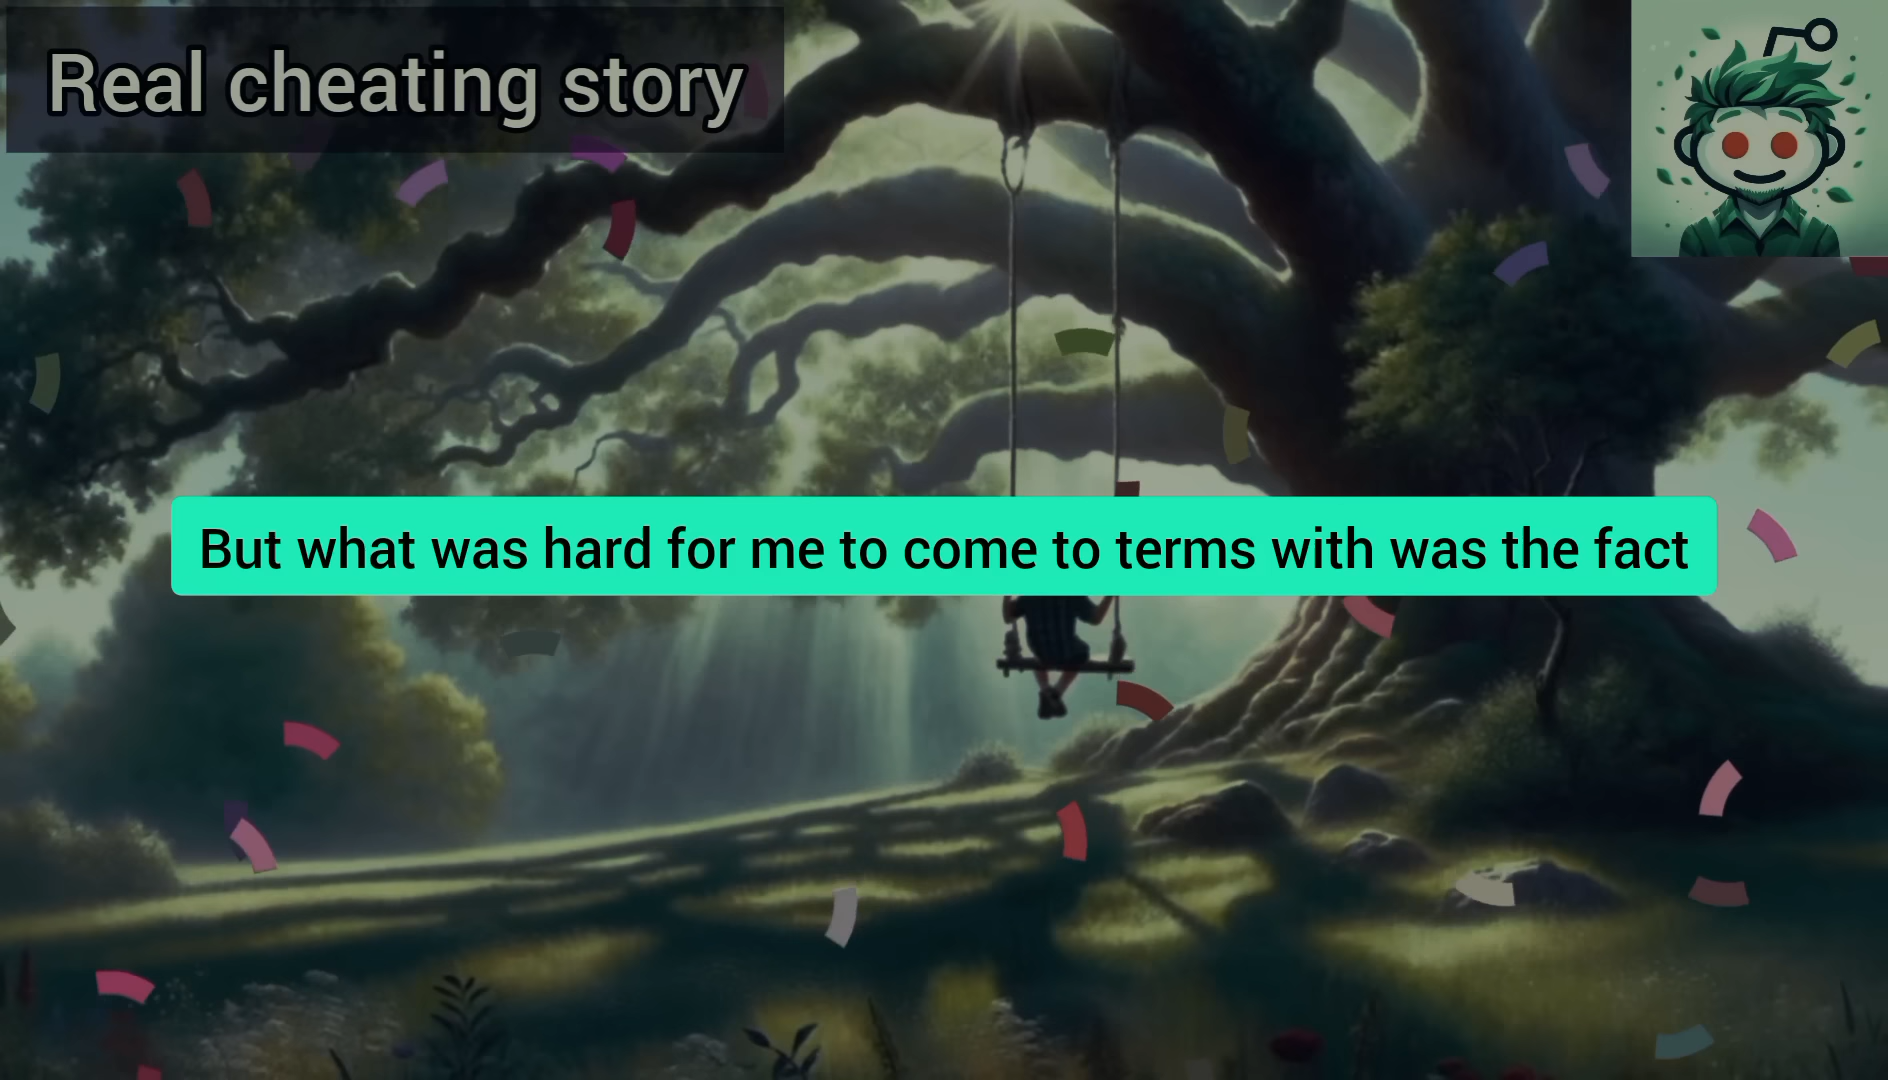 Real cheating story
But what was hard for me to come to terms with was the fact